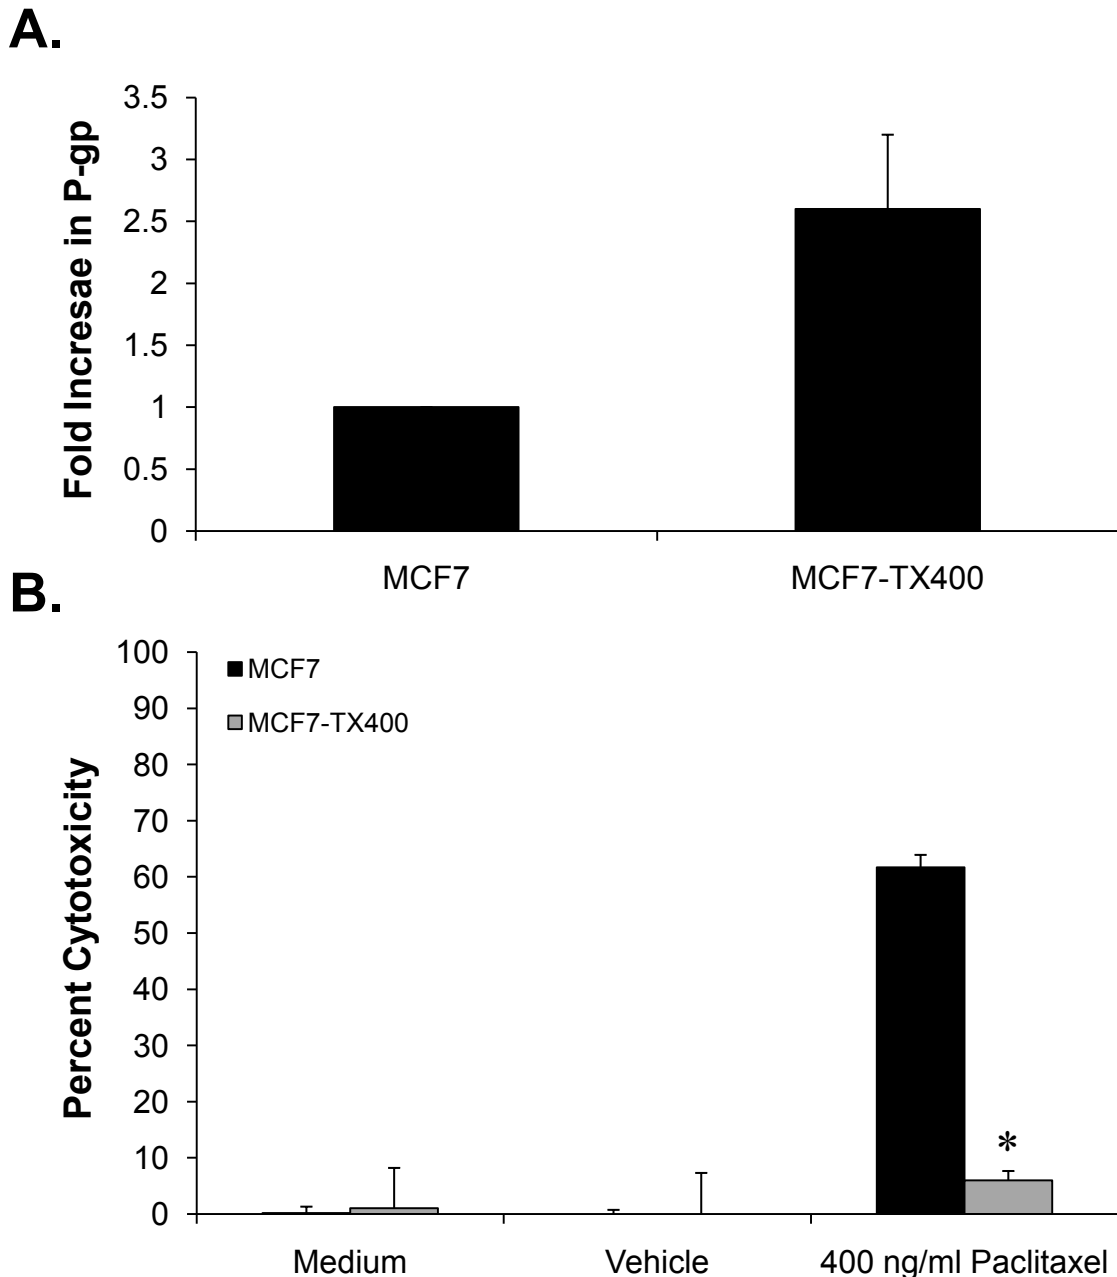 A.
Fold Incresae in P-gp
3.5
3
2.5
2
1.5
1
0.5
0
MCF7 MCF7-TX400
B.
Percent Cytotoxicity
100
90
80
70
60
50
40
30
20
10
0
MCF7
MCF7-TX400
*
Medium Vehicle 400 ng/ml Paclitaxel